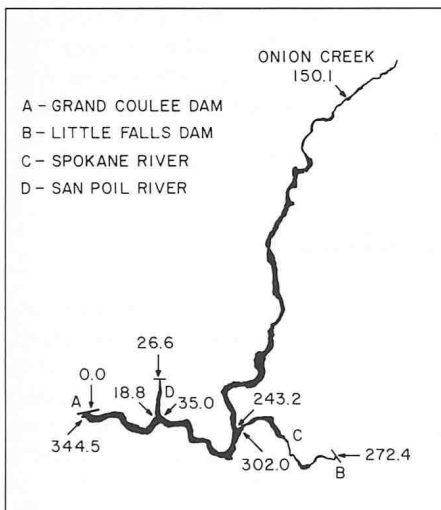 ONION CREEK
150.1
A – GRAND COULEE DAM
B – LITTLE FALLS DAM
C – SPOKANE RIVER
D – SAN POIL RIVER
26.6
0.0
A
18.8
D
35.0
243.2
344.5
302.0
C
272.4
B